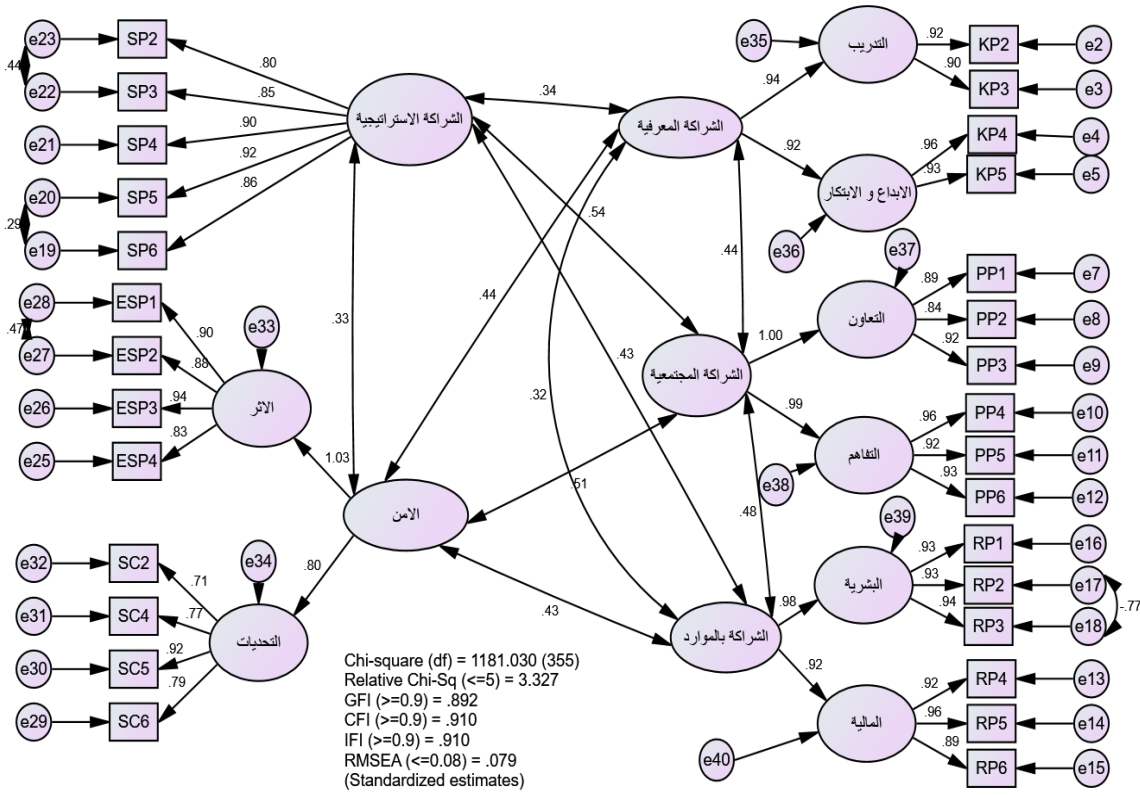 e23
SP2
.80
.44
e22
SP3
.85
e21
SP4
.90
e20
SP5
.92
.29
e19
SP6
.86
الشراكة الاستراتيجية
.34
الشراكة المعرفية
e35
التدريب
.94
.92
KP2
e2
.90
KP3
e3
.92
الابداع و الابتكار
e36
.96
KP4
e4
.93
KP5
e5
.54
.44
.44
.33
.43
.32
.51
.48
.43
e28
ESP1
.90
.47
e27
ESP2
.88
e26
ESP3
.94
e25
ESP4
.83
e33
الاثر
1.03
الامن
.80
e34
التحديات
e32
SC2
.71
e31
SC4
.77
e30
SC5
.92
e29
SC6
.79
الشراكة المجتمعية
1.00
e37
التعاون
.89
PP1
e7
.84
PP2
e8
.92
PP3
e9
.99
e38
التفاهم
.96
PP4
e10
.92
PP5
e11
.93
PP6
e12
الشراكة بالموارد
.98
e39
البشرية
.93
RP1
e16
.93
RP2
e17
.94
RP3
e18
-.77
.92
e40
المالية
.92
RP4
e13
.96
RP5
e14
.89
RP6
e15
Chi-square (df) = 1181.030 (355)
Relative Chi-Sq (<=5) = 3.327
GFI (>=0.9) = .892
CFI (>=0.9) = .910
IFI (>=0.9) = .910
RMSEA (<=0.08) = .079
(Standardized estimates)